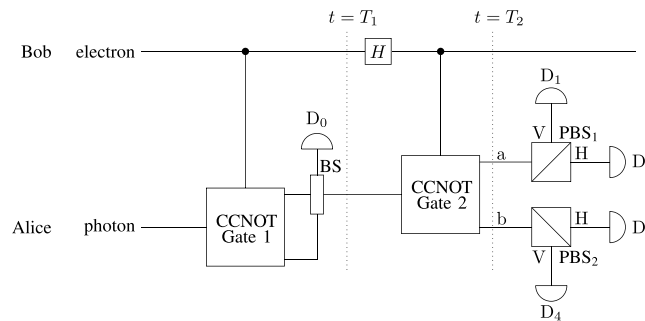 t = T₁
t = T₂
Bob electron
H
D₁
D₀
V PBS₁
a H D
BS
CCNOT
Gate 2
CCNOT
Gate 1
Alice photon
b H D
V PBS₂
D₄